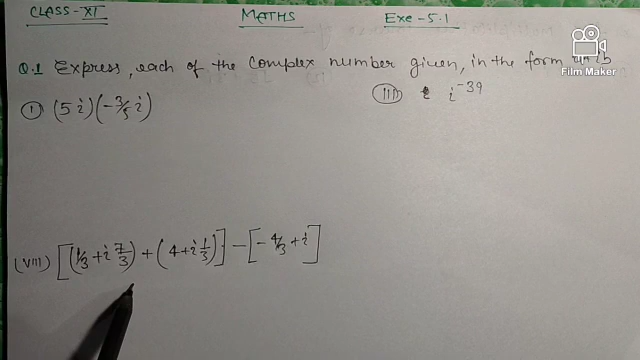 CLASS-XI MATHS Exe-5.1
Q.1 Express, each of the complex number given, in the form
Film Maker
(I) (5i)(-3/5 i) (III) i^-39
(VIII) [(1/3+i 7/3)+(4+i 1/3)]-[-4/3+i]